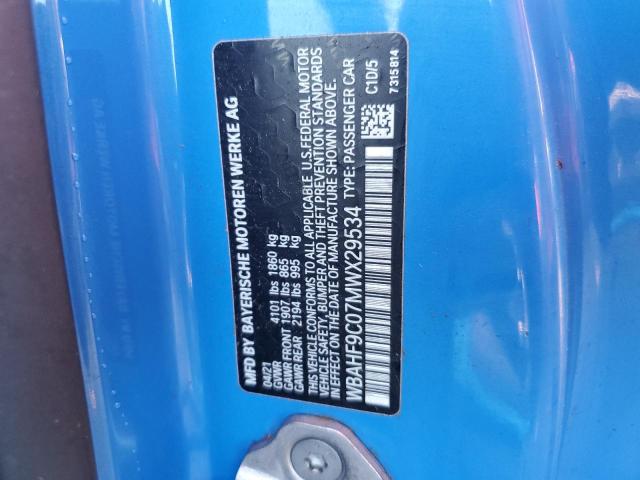 MFD BY BAYERISCHE MOTOREN WERKE AG
04/21
GVWR 4101 lbs 1860 kg
GAWR FRONT 1907 lbs 865 kg
GAWR REAR 2194 lbs 995 kg
THIS VEHICLE CONFORMS TO ALL APPLICABLE U.S. FEDERAL MOTOR
VEHICLE SAFETY, BUMPER AND THEFT PREVENTION STANDARDS
IN EFFECT ON THE DATE OF MANUFACTURE SHOWN ABOVE.
WBAHF9C07MWX29534 TYPE: PASSENGER CAR
C1D/5
7315814